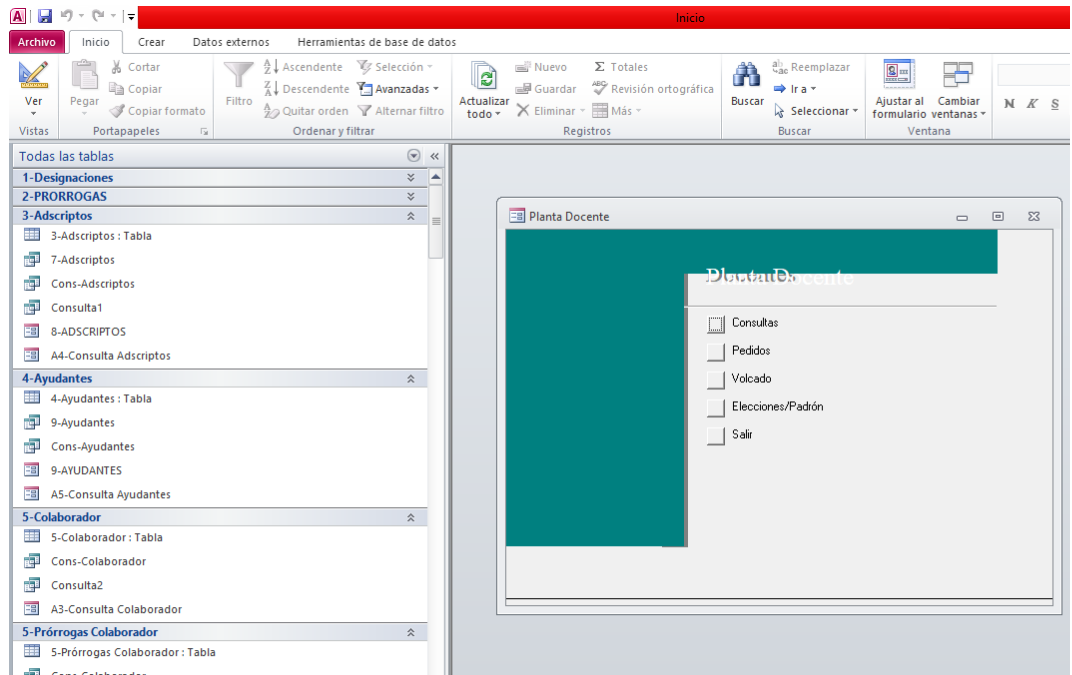 Inicio
Archivo Inicio Crear Datos externos Herramientas de base de datos
Ver
Vistas
Pegar
Cortar
Copiar
Copiar formato
Portapapeles
Filtro
Ascendente
Descendente
Quitar orden
Selección
Avanzadas
Alternar filtro
Ordenar y filtrar
Actualizar todo
Nuevo
Guardar
Eliminar
Totales
Revisión ortográfica
Más
Registros
Buscar
Reemplazar
Ir a
Seleccionar
Buscar
Ajustar al formulario
Cambiar ventanas
Ventana
N K S
Todas las tablas
1-Designaciones
2-PRORROGAS
3-Adscriptos
3-Adscriptos : Tabla
7-Adscriptos
Cons-Adscriptos
Consulta1
8-ADSCRIPTOS
A4-Consulta Adscriptos
4-Ayudantes
4-Ayudantes : Tabla
9-Ayudantes
Cons-Ayudantes
9-AYUDANTES
A5-Consulta Ayudantes
5-Colaborador
5-Colaborador : Tabla
Cons-Colaborador
Consulta2
A3-Consulta Colaborador
5-Prórrogas Colaborador
5-Prórrogas Colaborador : Tabla
Planta Docente
Planta Docente
Consultas
Pedidos
Volcado
Elecciones/Padrón
Salir